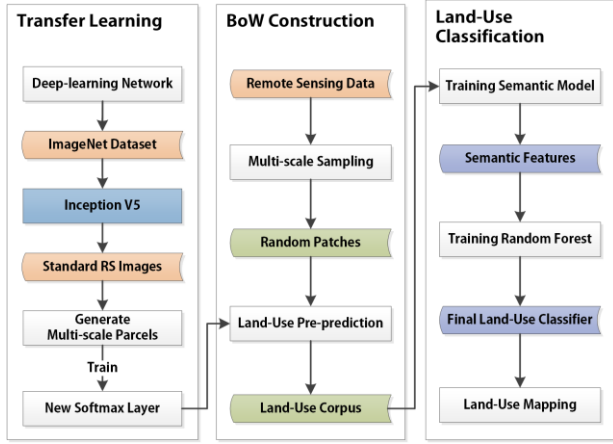 Transfer Learning
Deep-learning Network
ImageNet Dataset
Inception V5
Standard RS Images
Generate
Multi-scale Parcels
Train
New Softmax Layer
BoW Construction
Remote Sensing Data
Multi-scale Sampling
Random Patches
Land-Use Pre-prediction
Land-Use Corpus
Land-Use
Classification
Training Semantic Model
Semantic Features
Training Random Forest
Final Land-Use Classifier
Land-Use Mapping